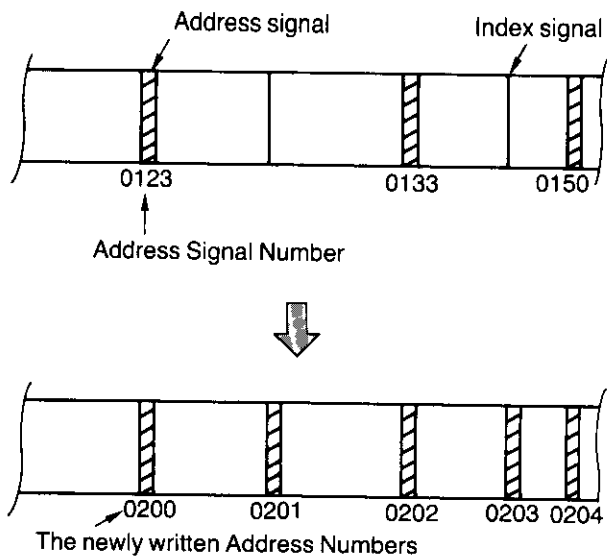 Address signal
Index signal
0123
0133
0150
Address Signal Number
0200
0201
0202
0203
0204
The newly written Address Numbers